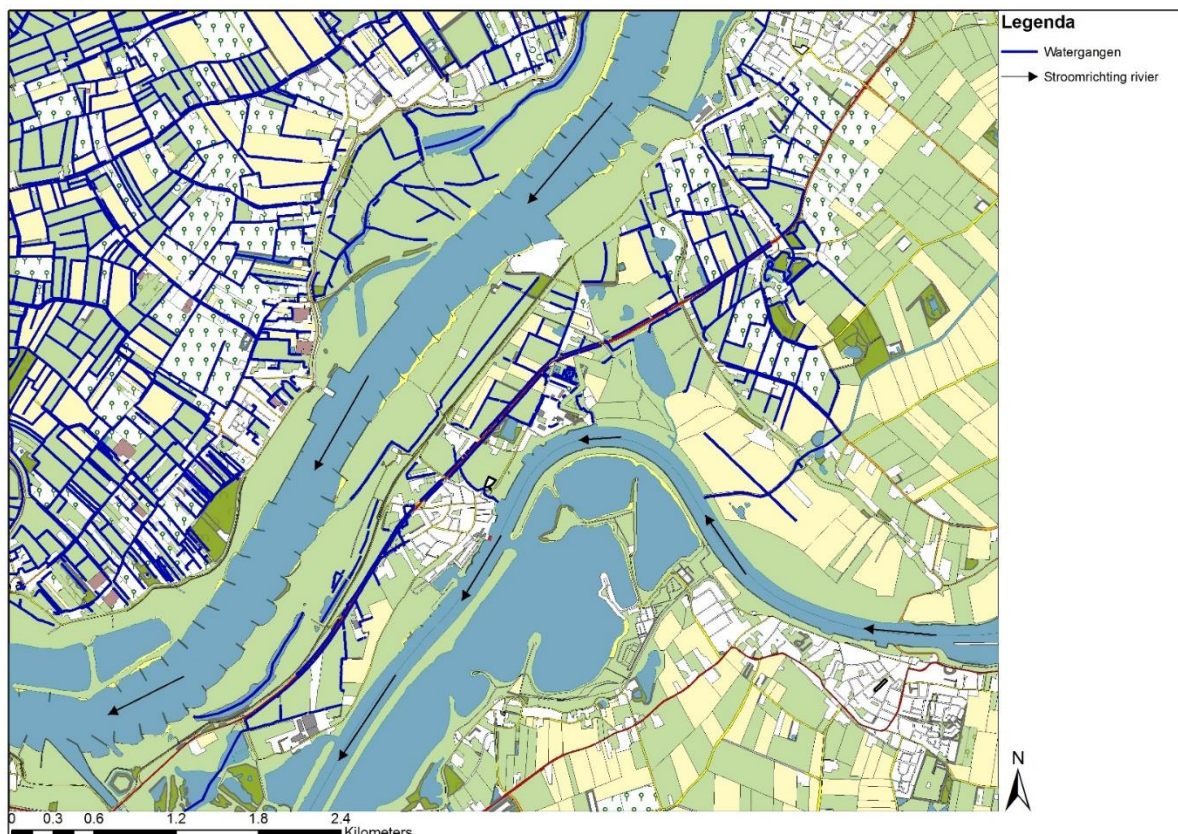 Legenda
Watergangen
Stroomrichting rivier
N
0 0.3 0.6 1.2 1.8 2.4
Kilometers